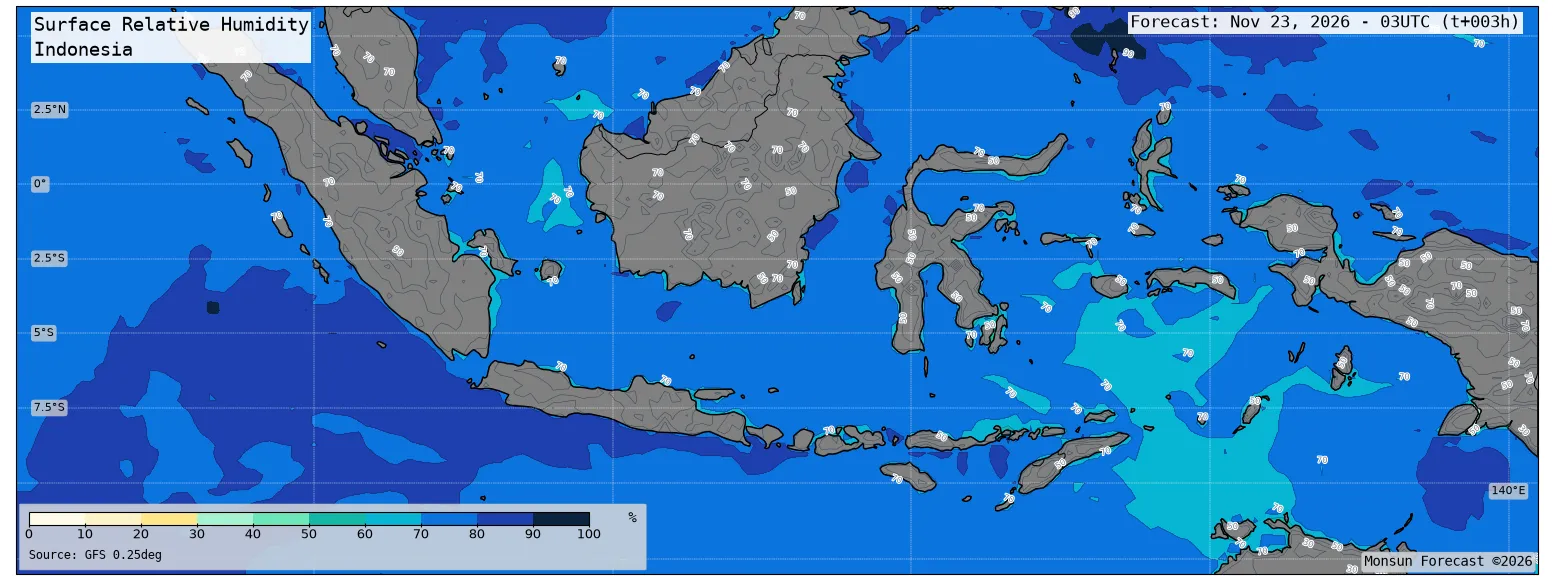 Surface Relative Humidity
Indonesia
Forecast: Nov 23, 2026 - 03UTC (t+003h)
2.5°N
0°
2.5°S
5°S
7.5°S
140°E
%
0 10 20 30 40 50 60 70 80 90 100
Source: GFS 0.25deg
Monsun Forecast ©2026